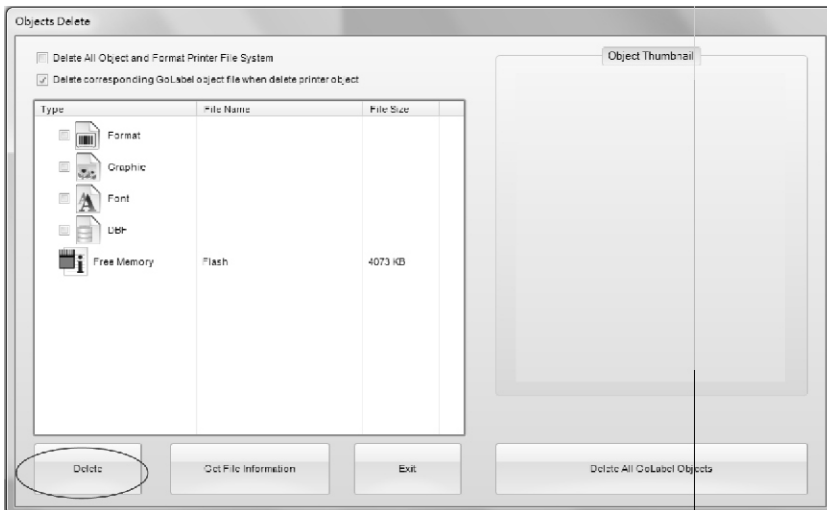 Objects Delete
Delete All Object and Format Printer File System
Delete corresponding GoLabel object file when delete printer object
Object Thumbnail
Type File Name File Size
Format
Graphic
Font
DBF
Free Memory Flash 4073 KB
Delete Get File Information Exit Delete All GoLabel Objects